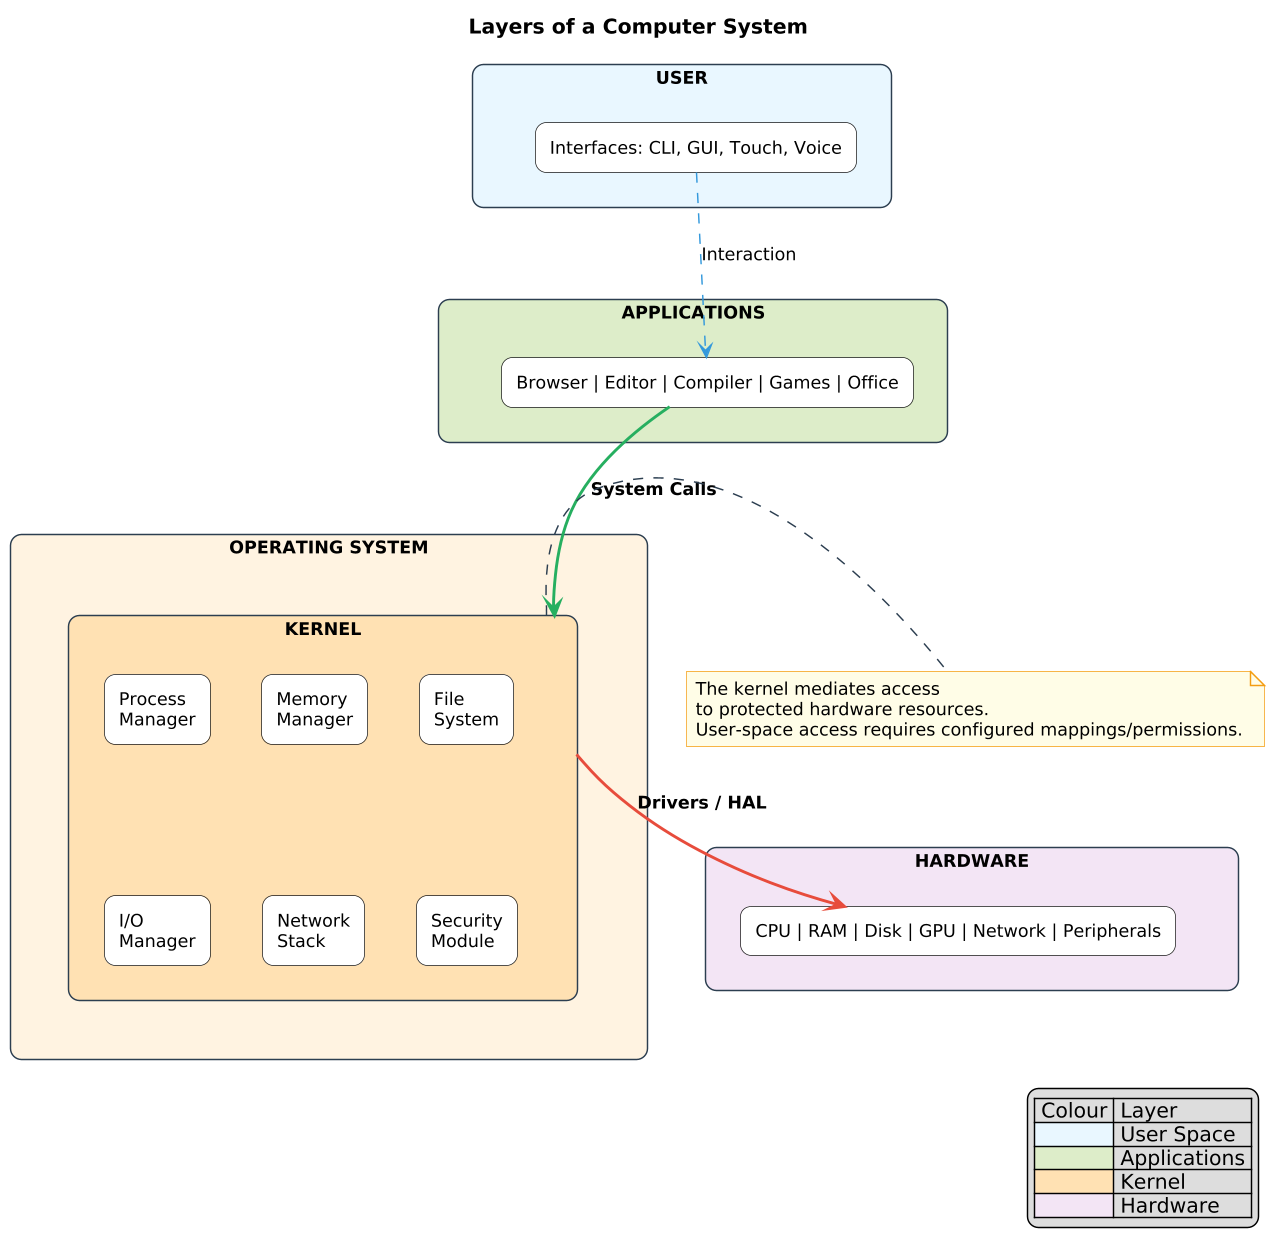 Layers of a Computer System
USER
Interfaces: CLI, GUI, Touch, Voice
Interaction
APPLICATIONS
Browser | Editor | Compiler | Games | Office
System Calls
OPERATING SYSTEM
KERNEL
Process
Manager
Memory
Manager
File
System
The kernel mediates access
to protected hardware resources.
User-space access requires configured mappings/permissions.
Drivers / HAL
HARDWARE
CPU | RAM | Disk | GPU | Network | Peripherals
I/O
Manager
Network
Stack
Security
Module
Colour Layer
User Space
Applications
Kernel
Hardware